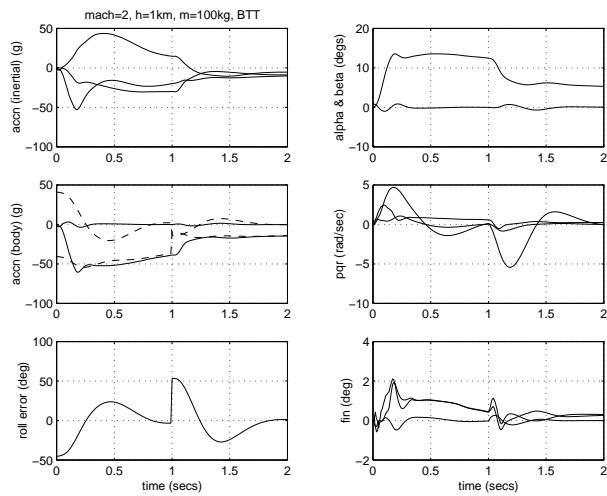 mach=2, h=1km, m=100kg, BTT
accn (inertial) (g)
50
0
−50
−100
0 0.5 1 1.5 2
alpha & beta (degs)
20
10
0
−10
0 0.5 1 1.5 2
accn (body) (g)
50
0
−50
−100
0 0.5 1 1.5 2
pqr (rad/sec)
5
0
−5
−10
0 0.5 1 1.5 2
roll error (deg)
100
50
0
−50
0 0.5 1 1.5 2
time (secs)
fin (deg)
4
2
0
−2
0 0.5 1 1.5 2
time (secs)